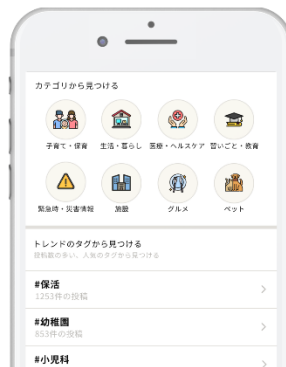 カテゴリから見つける
子育て・保育
生活・暮らし
医療・ヘルスケア
習いごと・教育
緊急時・災害情報
施設
グルメ
ペット
トレンドのタグから見つける
投稿数の多い、人気のタグから見つける
#保活
1253件の投稿
#幼稚園
853件の投稿
#小児科